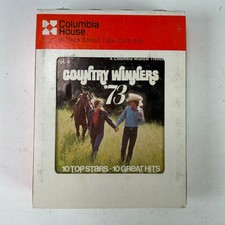 Columbia
House
8-Track Stereo Tape Cartridge
A Columbia Musical Treasury
COUNTRY WINNERS
'73
10 TOP STARS - 10 GREAT HITS